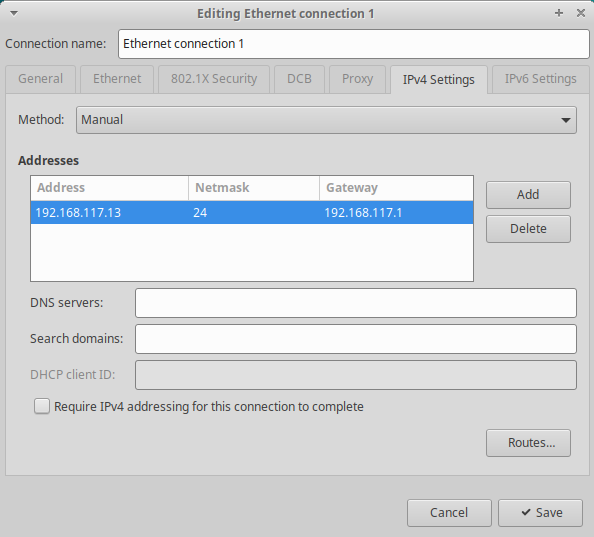 Editing Ethernet connection 1
Connection name: Ethernet connection 1
General Ethernet 802.1X Security DCB Proxy IPv4 Settings IPv6 Settings
Method: Manual
Addresses
Address Netmask Gateway
192.168.117.13 24 192.168.117.1
Add
Delete
DNS servers:
Search domains:
DHCP client ID:
Require IPv4 addressing for this connection to complete
Routes...
Cancel Save